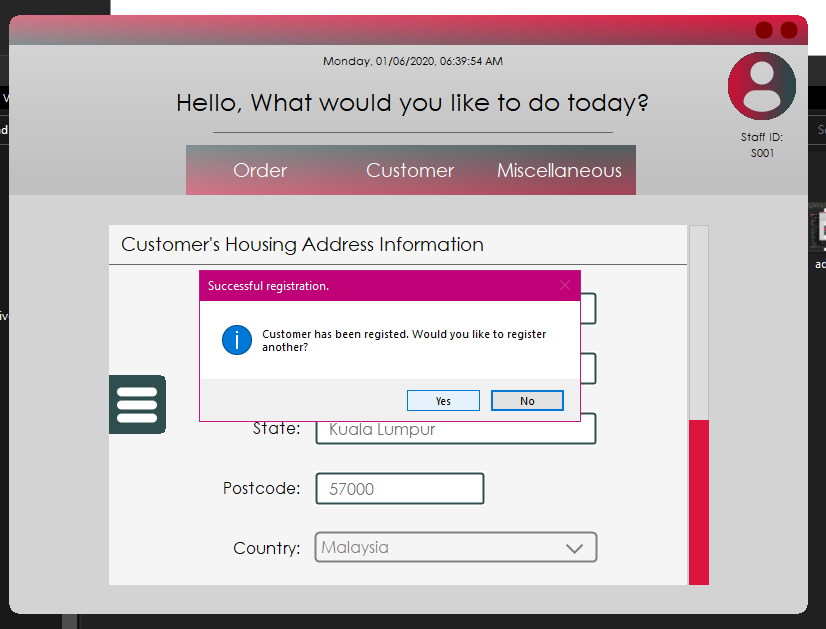 Monday, 01/06/2020, 06:39:54 AM
Hello, What would you like to do today?
Staff ID:
S001
Order Customer Miscellaneous
Customer's Housing Address Information
Successful registration.
Customer has been registed. Would you like to register
another?
Yes No
State: Kuala Lumpur
Postcode: 57000
Country: Malaysia